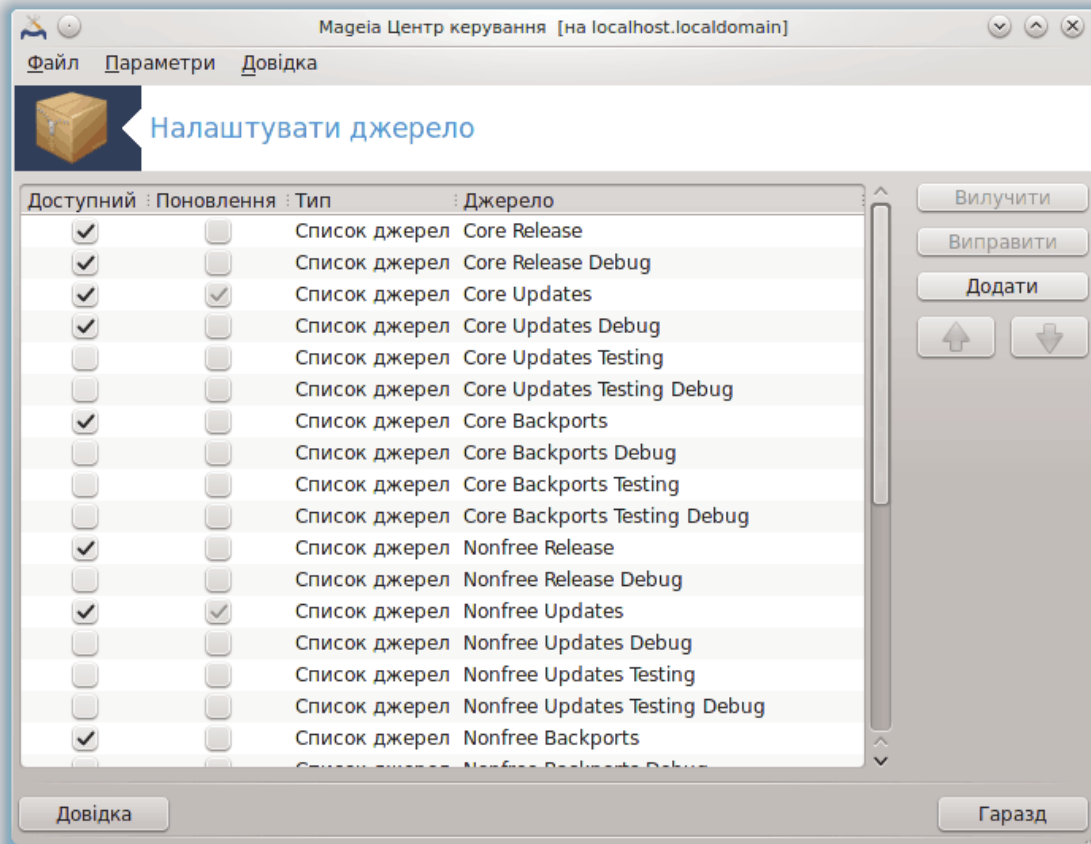 Mageia Центр керування [на localhost.localdomain]
Файл Параметри Довідка
Налаштувати джерело
Доступний Поновлення Тип Джерело
Список джерел Core Release
Список джерел Core Release Debug
Список джерел Core Updates
Список джерел Core Updates Debug
Список джерел Core Updates Testing
Список джерел Core Updates Testing Debug
Список джерел Core Backports
Список джерел Core Backports Debug
Список джерел Core Backports Testing
Список джерел Core Backports Testing Debug
Список джерел Nonfree Release
Список джерел Nonfree Release Debug
Список джерел Nonfree Updates
Список джерел Nonfree Updates Debug
Список джерел Nonfree Updates Testing
Список джерел Nonfree Updates Testing Debug
Список джерел Nonfree Backports
Список джерел Nonfree Backports Debug
Вилучити
Виправити
Додати
Довідка
Гаразд